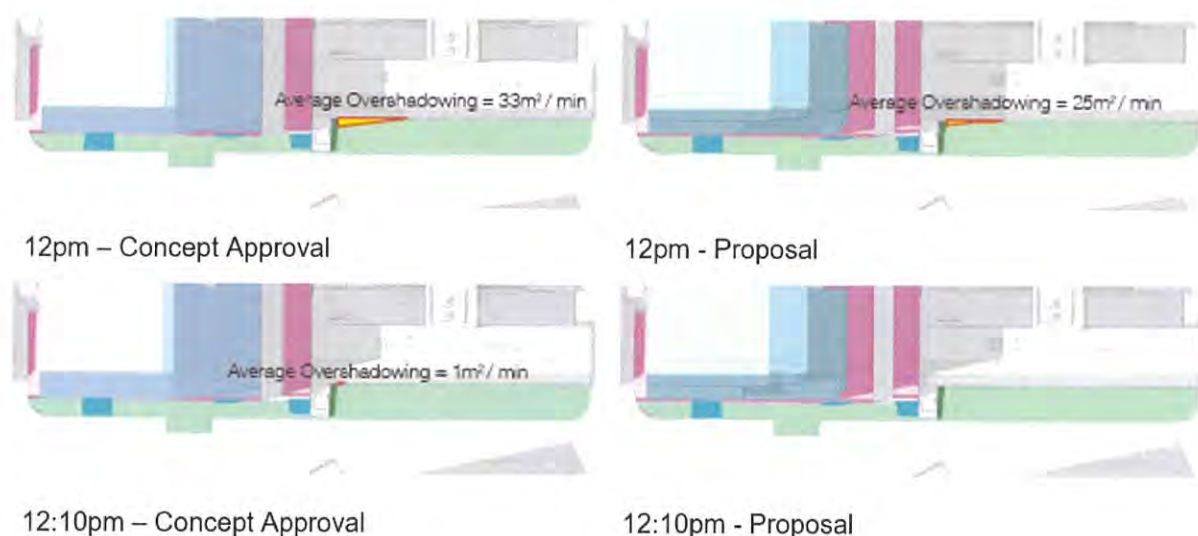 Average Overshadowing = 33m² / min
Average Overshadowing = 25m² / min
12pm – Concept Approval
12pm - Proposal
Average Overshadowing = 1m² / min
12:10pm – Concept Approval
12:10pm - Proposal